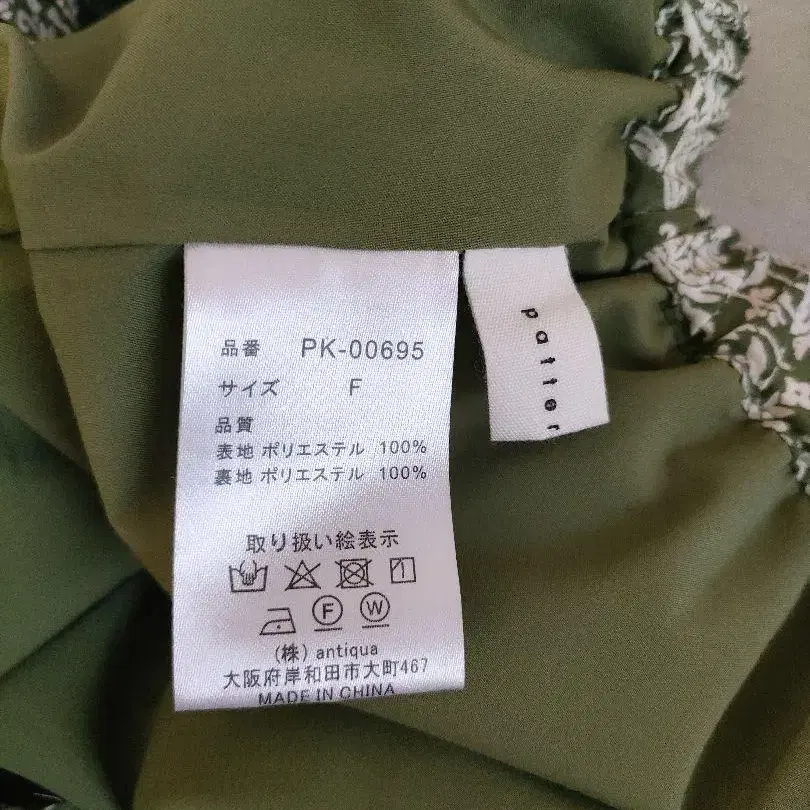 品番 PK-00695
サイズ F
品質
表地 ポリエステル 100%
裏地 ポリエステル 100%
取り扱い絵表示
F W
(株) antiqua
大阪府岸和田市大町467
MADE IN CHINA
patter